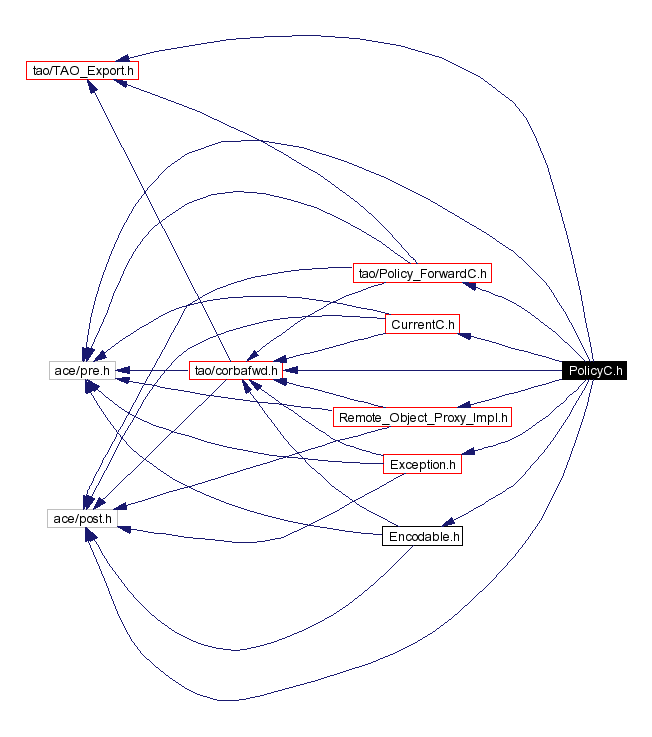 tao/TAO_Export.h
tao/Policy_ForwardC.h
CurrentC.h
ace/pre.h
tao/corbafwd.h
PolicyC.h
Remote_Object_Proxy_Impl.h
Exception.h
ace/post.h
Encodable.h